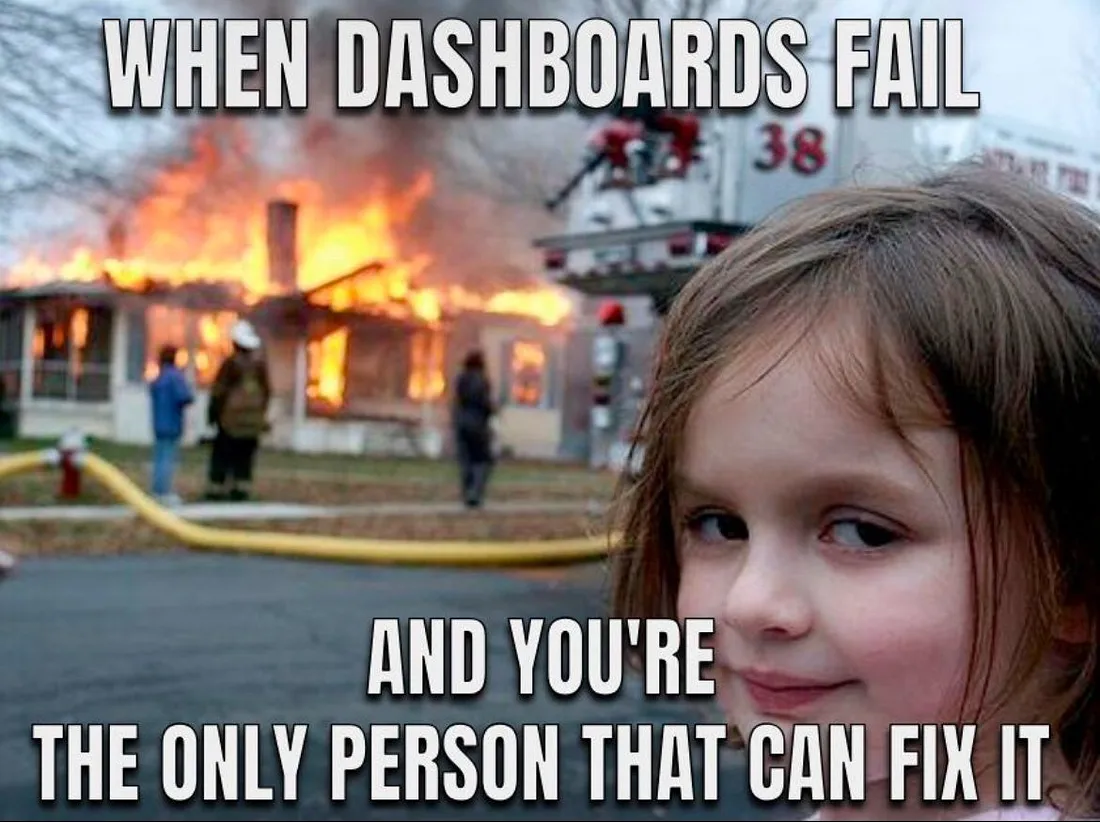 WHEN DASHBOARDS FAIL
38
AND YOU'RE
THE ONLY PERSON THAT CAN FIX IT